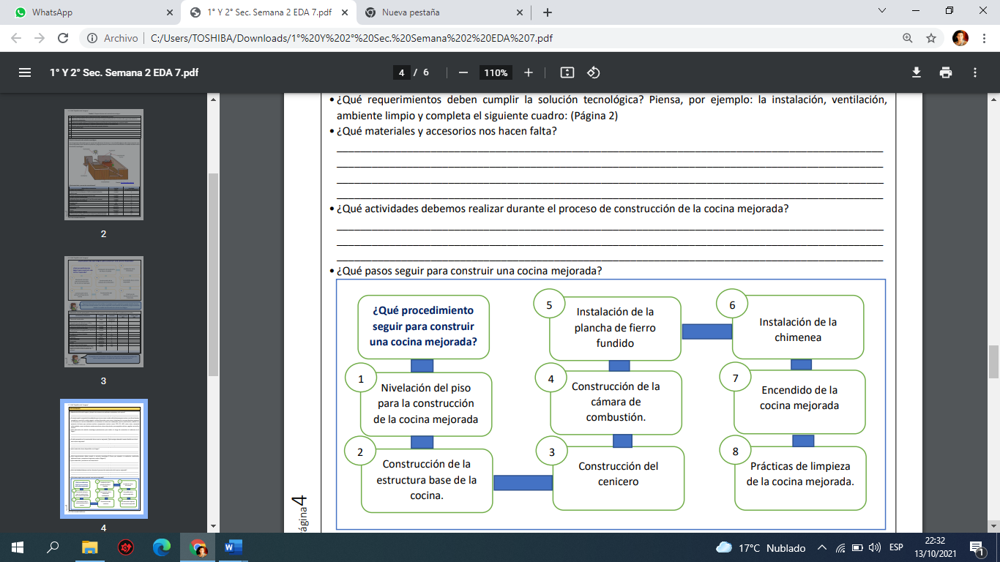 WhatsApp
1° Y 2° Sec. Semana 2 EDA 7.pdf
Nueva pestaña
Archivo
C:/Users/TOSHIBA/Downloads/1°%20Y%202°%20Sec.%20Semana%202%20EDA%207.pdf
1° Y 2° Sec. Semana 2 EDA 7.pdf
4 / 6
110%
2
3
4
• ¿Qué requerimientos deben cumplir la solución tecnológica? Piensa, por ejemplo: la instalación, ventilación,
ambiente limpio y completa el siguiente cuadro: (Página 2)
• ¿Qué materiales y accesorios nos hacen falta?
• ¿Qué actividades debemos realizar durante el proceso de construcción de la cocina mejorada?
• ¿Qué pasos seguir para construir una cocina mejorada?
¿Qué procedimiento
seguir para construir
una cocina mejorada?
1
Nivelación del piso
para la construcción
de la cocina mejorada
2
Construcción de la
estructura base de la
cocina.
3
Construcción del
cenicero
4
Construcción de la
cámara de
combustión.
5
Instalación de la
plancha de fierro
fundido
6
Instalación de la
chimenea
7
Encendido de la
cocina mejorada
8
Prácticas de limpieza
de la cocina mejorada.
ágina4
17°C Nublado
ESP
22:32
13/10/2021
1